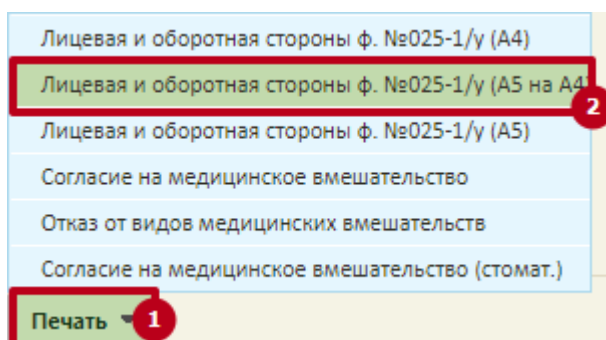 Лицевая и оборотная стороны ф. №025-1/у (А4)
Лицевая и оборотная стороны ф. №025-1/у (А5 на А4)
2
Лицевая и оборотная стороны ф. №025-1/у (А5)
Согласие на медицинское вмешательство
Отказ от видов медицинских вмешательств
Согласие на медицинское вмешательство (стомат.)
Печать 1